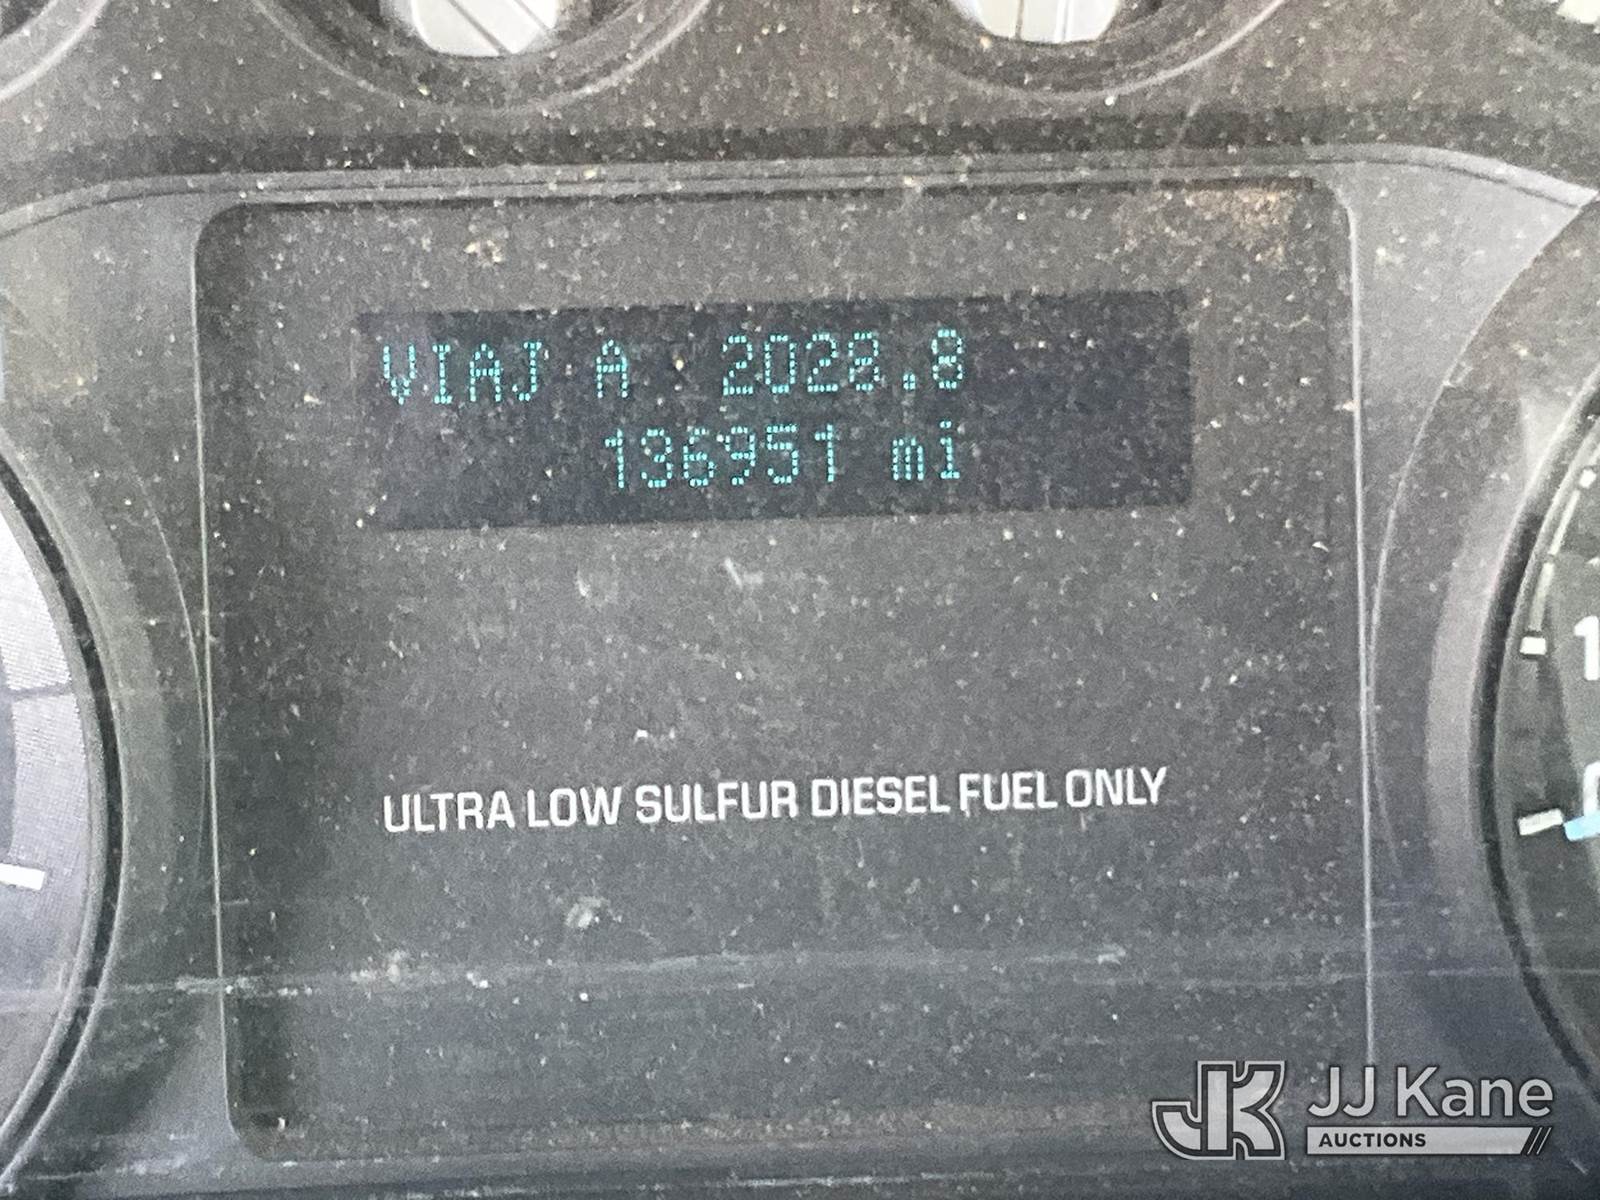 VIAJ A 2028.8
136951 mi
ULTRA LOW SULFUR DIESEL FUEL ONLY
JJ Kane
AUCTIONS